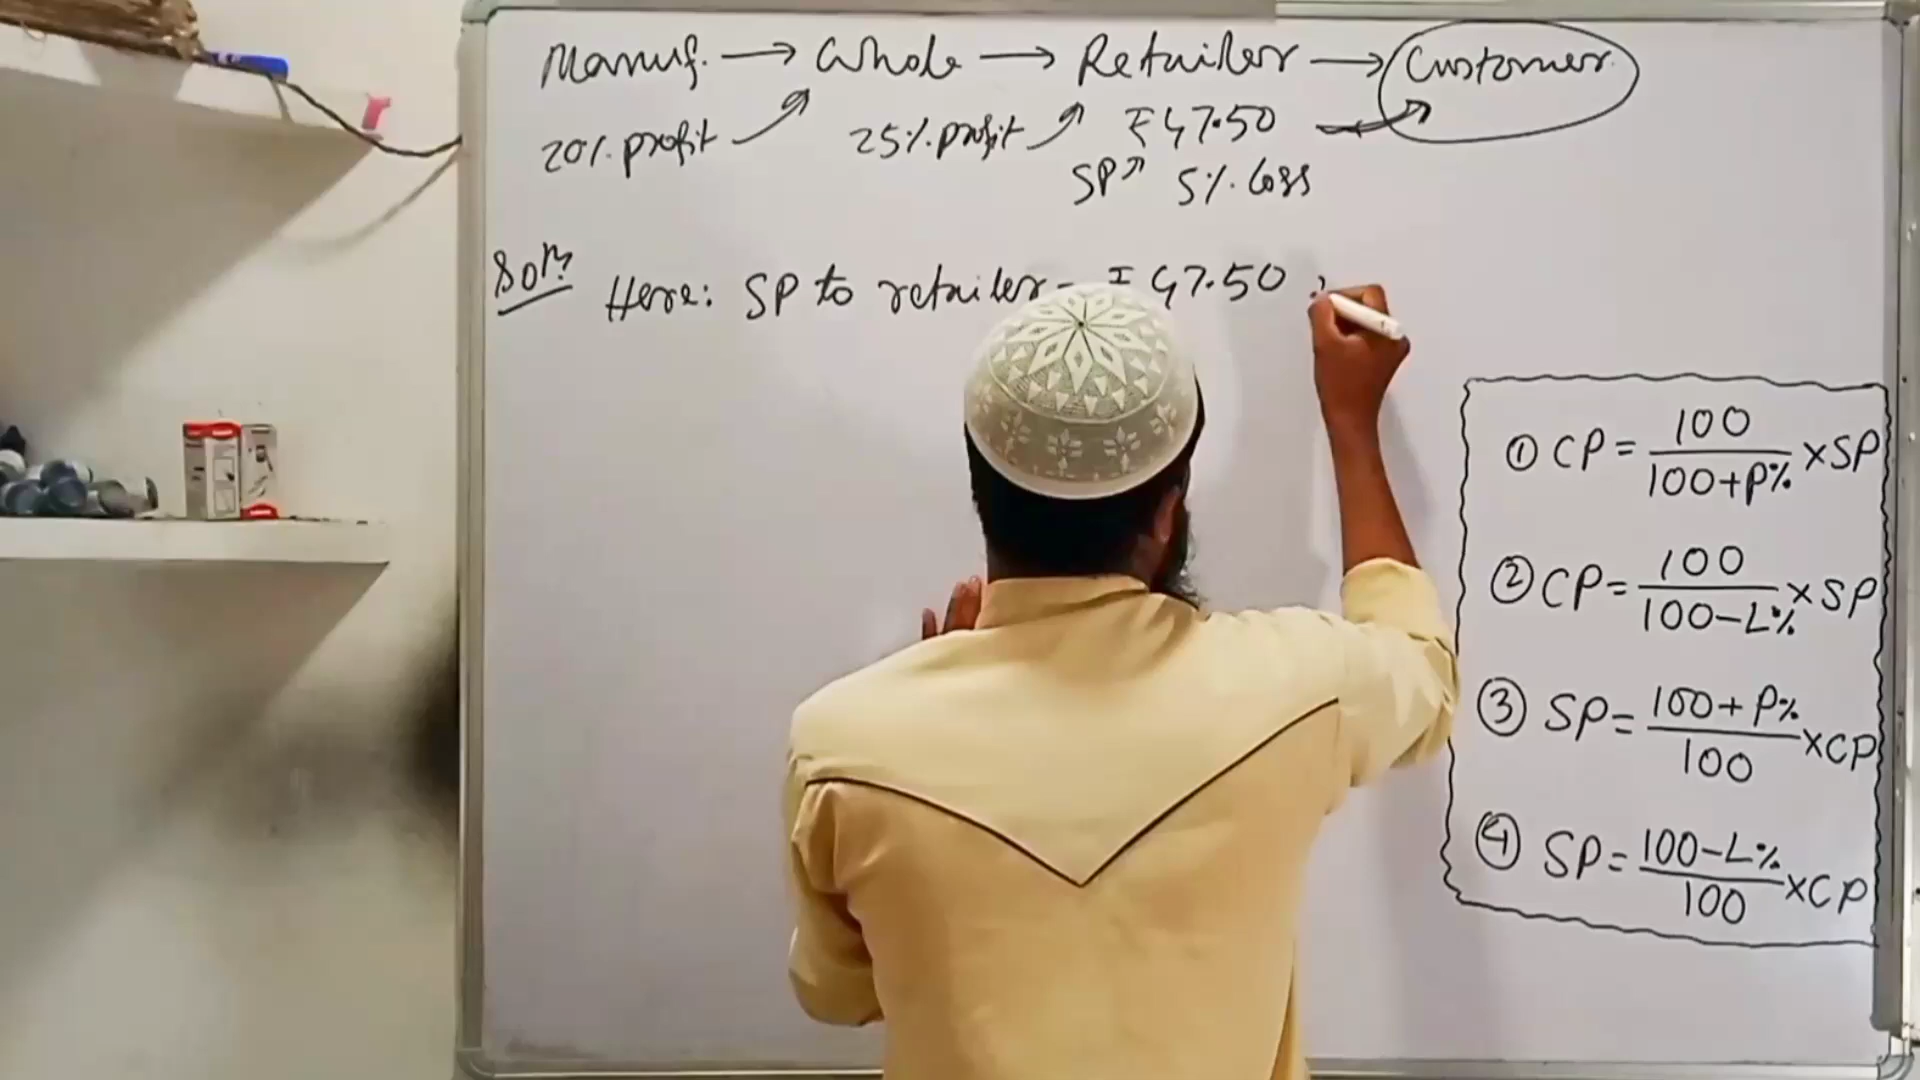 Manuf. → Whole → Retailer → Customer.
20% profit 25% profit ₹47.50
SP 5% loss
Soln Here: SP to retailer = ₹47.50
① CP = 100 / 100+P% × SP
② CP = 100 / 100-L% × SP
③ SP = 100+P% / 100 × CP
④ SP = 100-L% / 100 × CP